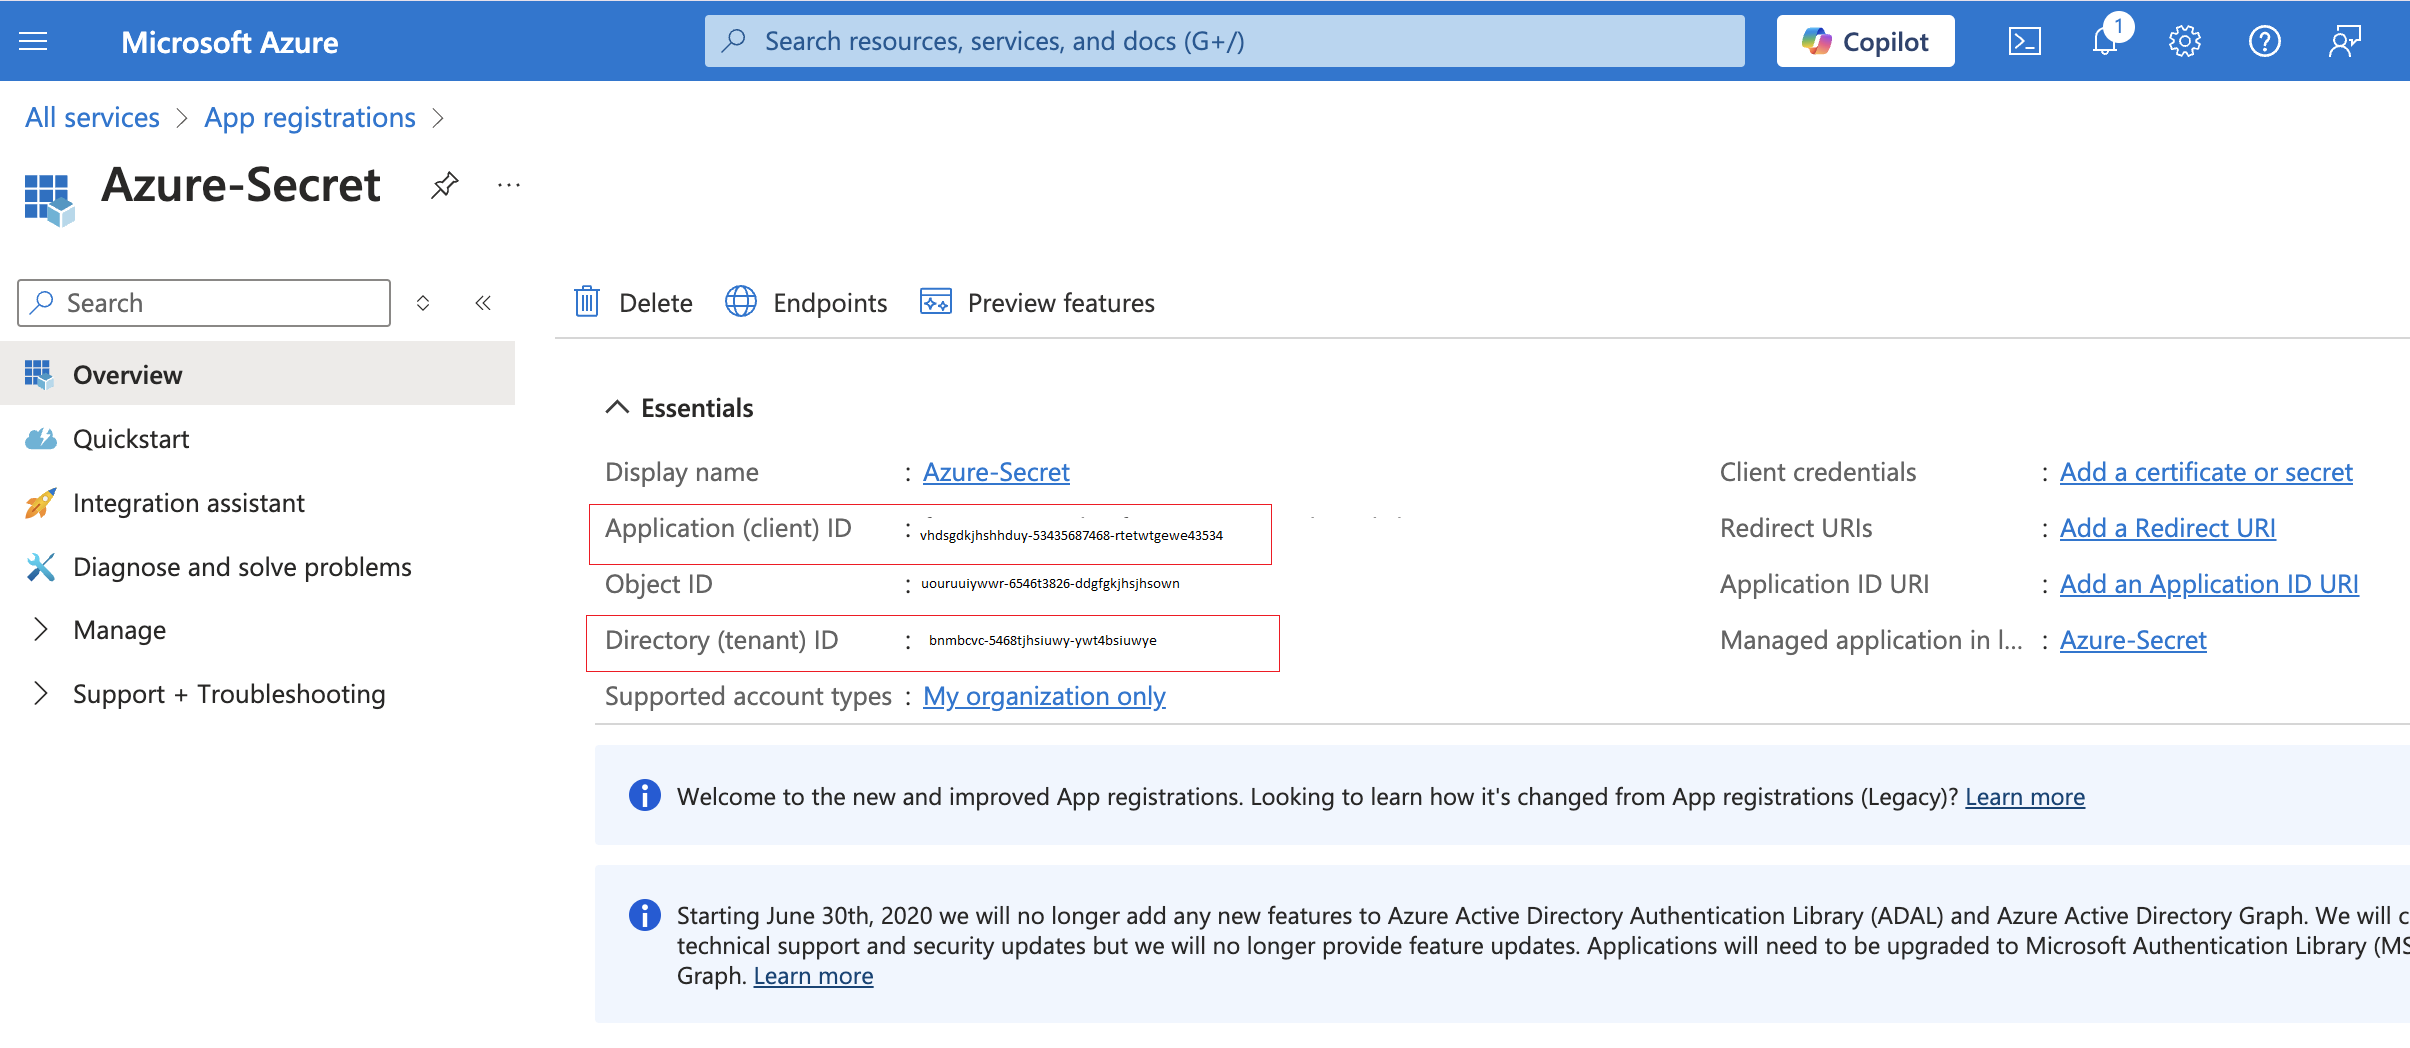 Microsoft Azure
Search resources, services, and docs (G+/)
Copilot
1
All services > App registrations >
Azure-Secret
...
Search
Overview
Quickstart
Integration assistant
Diagnose and solve problems
Manage
Support + Troubleshooting
Delete
Endpoints
Preview features
Essentials
Display name : Azure-Secret
Application (client) ID : vhdsgdkjhshhduy-53435687468-rtetwtgewe43534
Object ID : uouruuiywwr-6546t3826-ddgfgkjhsjhsown
Directory (tenant) ID : bnmbcvc-5468tjhsiuwy-ywt4bsiuwye
Supported account types : My organization only
Client credentials : Add a certificate or secret
Redirect URIs : Add a Redirect URI
Application ID URI : Add an Application ID URI
Managed application in l... : Azure-Secret
Welcome to the new and improved App registrations. Looking to learn how it's changed from App registrations (Legacy)? Learn more
Starting June 30th, 2020 we will no longer add any new features to Azure Active Directory Authentication Library (ADAL) and Azure Active Directory Graph. We will c
technical support and security updates but we will no longer provide feature updates. Applications will need to be upgraded to Microsoft Authentication Library (MS
Graph. Learn more